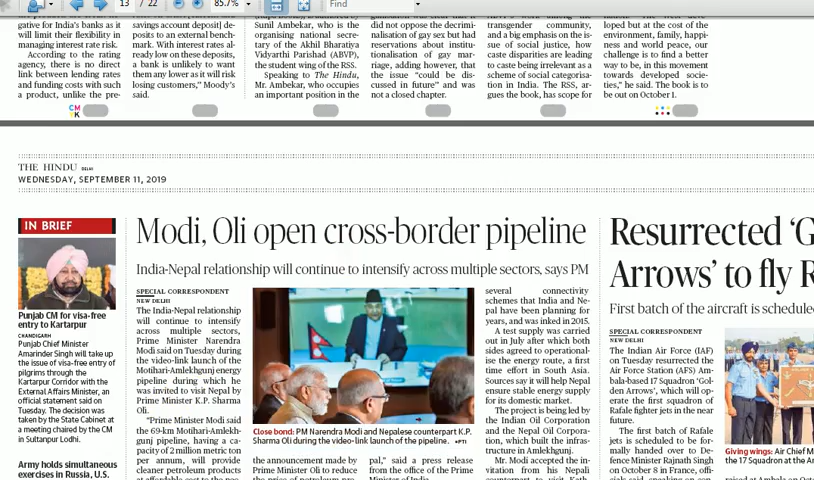 13 / 22
85.7%
Find
gative for India's banks as it
will limit their flexibility in
managing interest rate risk.
According to the rating
agency, there is no direct
link between lending rates
and funding costs with such
a product, unlike the pre-
deposits to an external bench-
mark. With interest rates al-
ready low on these deposits,
a bank is unlikely to want
them any lower as it will risk
losing customers,” Moody's
said.
Sunil Ambekar, who is the
organising national secre-
tary of the Akhil Bharatiya
Vidyarthi Parishad (ABVP),
the student wing of the RSS.
Speaking to The Hindu,
Mr. Ambekar, who occupies
an important position in the
did not oppose the decrimi-
nalisation of gay sex but had
reservations about institu-
tionalisation of gay mar-
riage, adding however, that
the issue “could be dis-
cussed in future” and was
not a closed chapter.
transgender community,
and a big emphasis on the is-
sue of social justice, how
caste disparities are leading
to caste being irrelevant as a
scheme of social categorisa-
tion in India. The RSS, ar-
gues the book, has scope for
loped but at the cost of the
environment, family, happi-
ness and world peace, our
challenge is to find a better
way to be, in this movement
towards developed socie-
ties,” he said. The book is to
be out on October 1.
CM
YK
THE HINDU DELHI
WEDNESDAY, SEPTEMBER 11, 2019
IN BRIEF
Punjab CM for visa-free
entry to Kartarpur
CHANDIGARH
Punjab Chief Minister
Amarinder Singh will take up
the issue of visa-free entry of
pilgrims through the
Kartarpur Corridor with the
External Affairs Minister, an
official statement said on
Tuesday. The decision was
taken by the State Cabinet at
a meeting chaired by the CM
in Sultanpur Lodhi.
Army holds simultaneous
exercises in Russia, U.S.
Modi, Oli open cross-border pipeline
India-Nepal relationship will continue to intensify across multiple sectors, says PM
SPECIAL CORRESPONDENT
NEW DELHI
The India-Nepal relationship
will continue to intensify
across multiple sectors,
Prime Minister Narendra
Modi said on Tuesday during
the video-link launch of the
Motihari-Amlekhgunj energy
pipeline during which he
was invited to visit Nepal by
Prime Minister K.P. Sharma
Oli.
“Prime Minister Modi said
the 69-km Motihari-Amlekh-
gunj pipeline, having a ca-
pacity of 2 million metric ton
per annum, will provide
cleaner petroleum products
Close bond: PM Narendra Modi and Nepalese counterpart K.P.
Sharma Oli during the video-link launch of the pipeline. PTI
the announcement made by
Prime Minister Oli to reduce
pal,” said a press release
from the office of the Prime
several connectivity
schemes that India and Ne-
pal have been planning for
years, and was inked in 2015.
A test supply was carried
out in July after which both
sides agreed to operational-
ise the energy route, a first
time effort in South Asia.
Sources say it will help Nepal
ensure stable energy supply
for its domestic market.
The project is being led by
the Indian Oil Corporation
and the Nepal Oil Corpora-
tion, which built the infras-
tructure in Amlekhgunj.
Mr. Modi accepted the in-
vitation from his Nepali
Resurrected ‘G
Arrows’ to fly R
First batch of the aircraft is schedule
SPECIAL CORRESPONDENT
NEW DELHI
The Indian Air Force (IAF)
on Tuesday resurrected the
Air Force Station (AFS) Am-
bala-based 17 Squadron ‘Gol-
den Arrows’, which will op-
erate the first squadron of
Rafale fighter jets in the near
future.
The first batch of Rafale
jets is scheduled to be for-
mally handed over to De-
fence Minister Rajnath Singh
on October 8 in France, offi-
Giving wings: Air Chief M
the 17 Squadron at the A